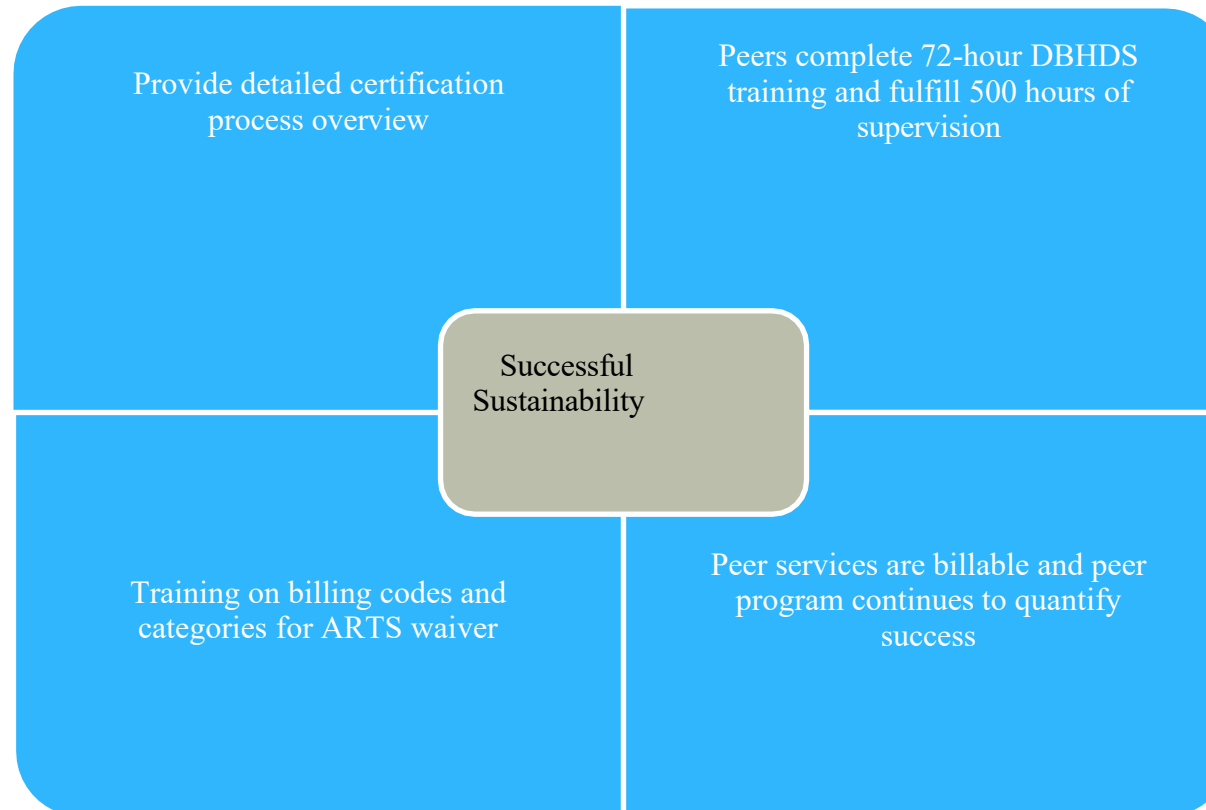 Provide detailed certification
process overview
Peers complete 72-hour DBHDS
training and fulfill 500 hours of
supervision
Successful
Sustainability
Training on billing codes and
categories for ARTS waiver
Peer services are billable and peer
program continues to quantify
success